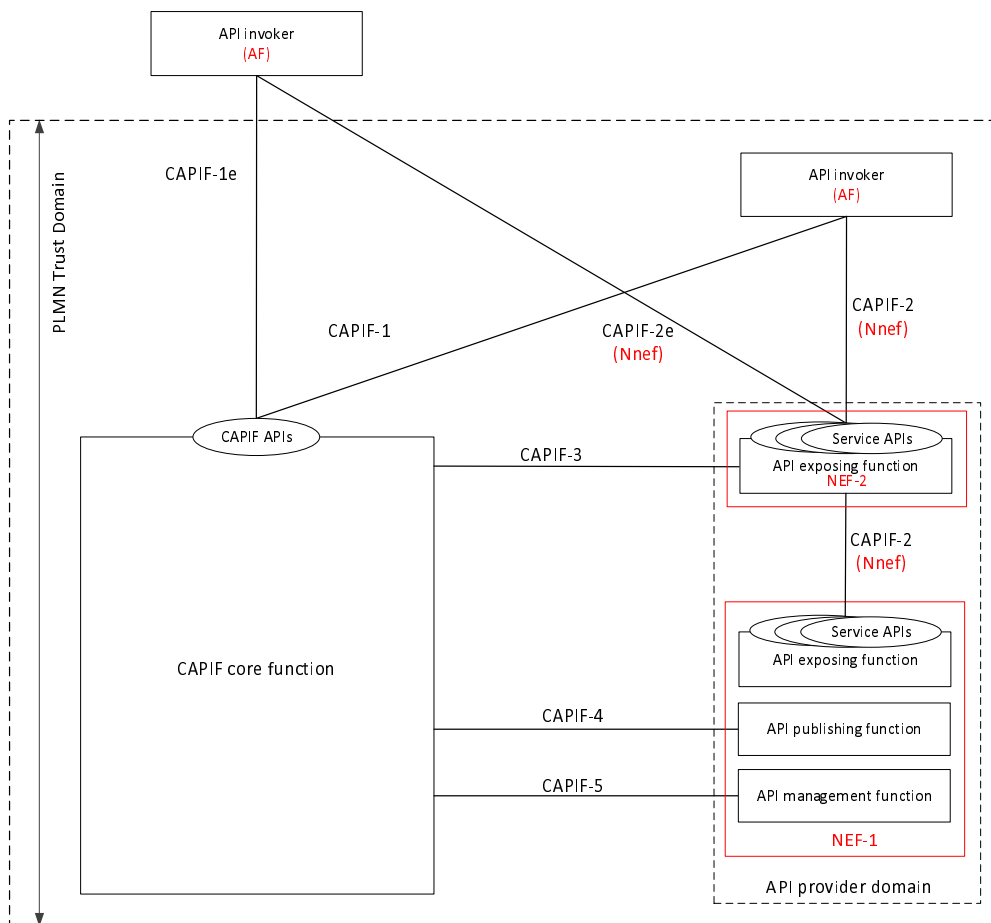 API invoker
(AF)
PLMN Trust Domain
CAPIF-1e
API invoker
(AF)
CAPIF-1
CAPIF-2e
(Nnef)
CAPIF-2
(Nnef)
CAPIF APIs
Service APIs
API exposing function
NEF-2
CAPIF-3
CAPIF-2
(Nnef)
Service APIs
API exposing function
CAPIF core function
CAPIF-4
API publishing function
CAPIF-5
API management function
NEF-1
API provider domain